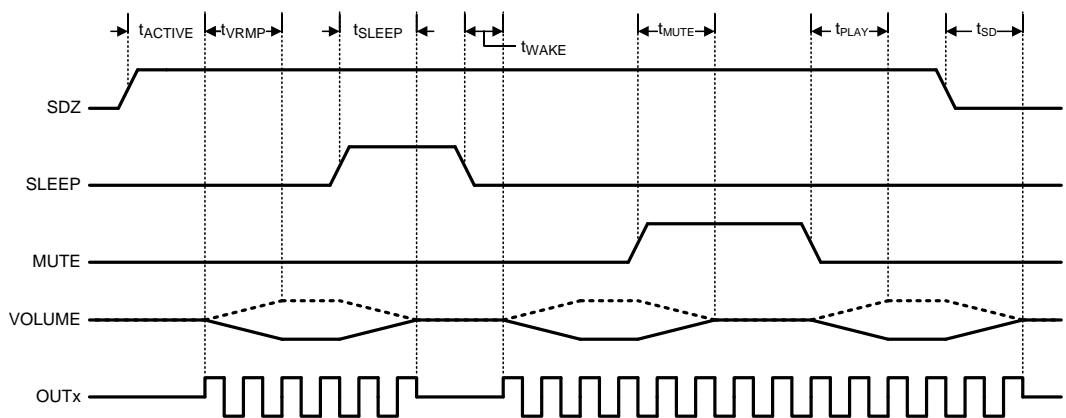 tACTIVE tVRMP tSLEEP tWAKE tMUTE tPLAY tSD
SDZ
SLEEP
MUTE
VOLUME
OUTx